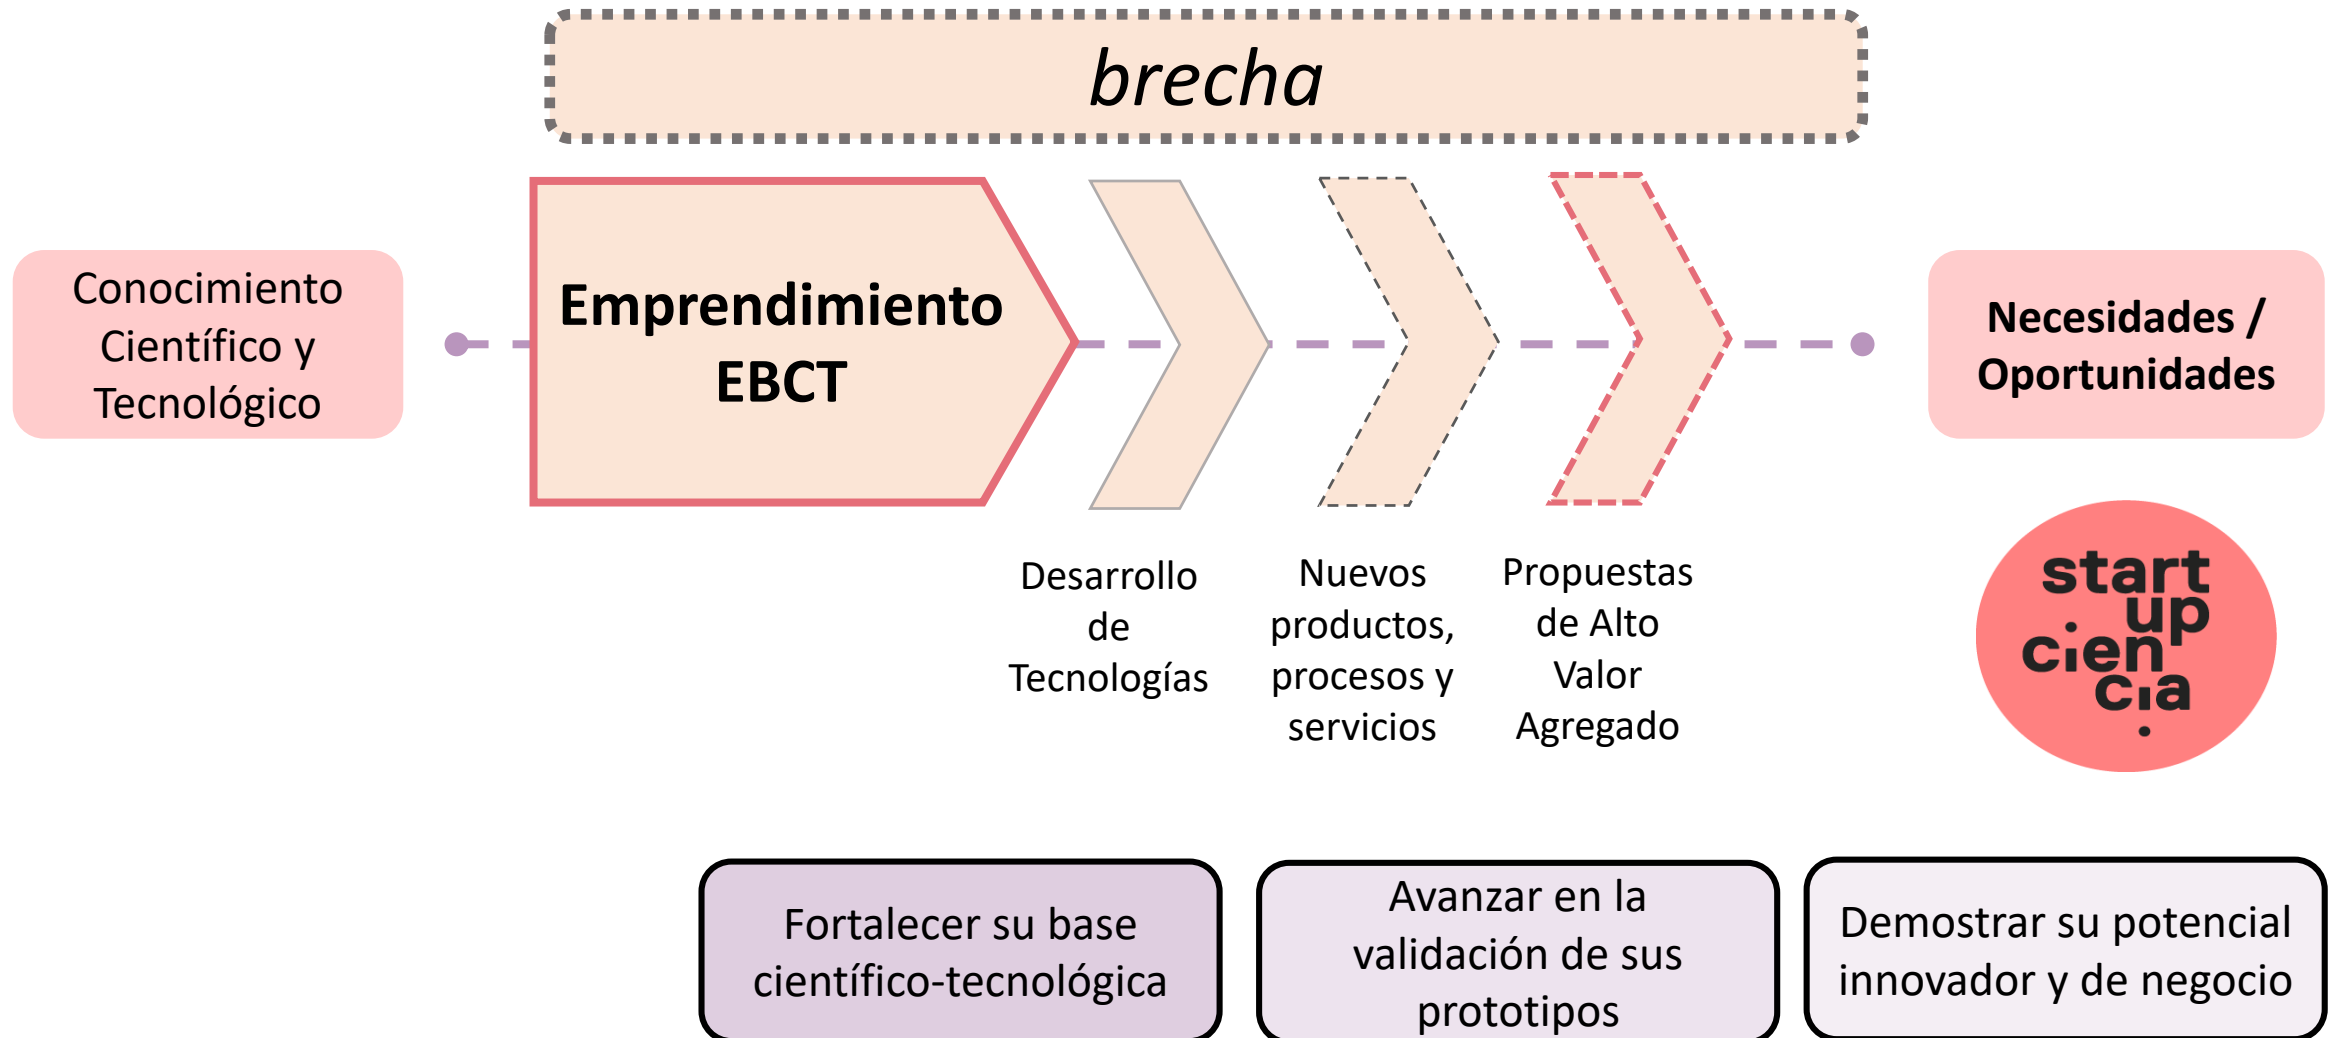 brecha
Conocimiento
Científico y
Tecnológico
Emprendimiento
EBCT
Necesidades /
Oportunidades
Desarrollo
de
Tecnologías
Nuevos
productos,
procesos y
servicios
Propuestas
de Alto
Valor
Agregado
start
up
cien
cia
.
Fortalecer su base
científico-tecnológica
Avanzar en la
validación de sus
prototipos
Demostrar su potencial
innovador y de negocio